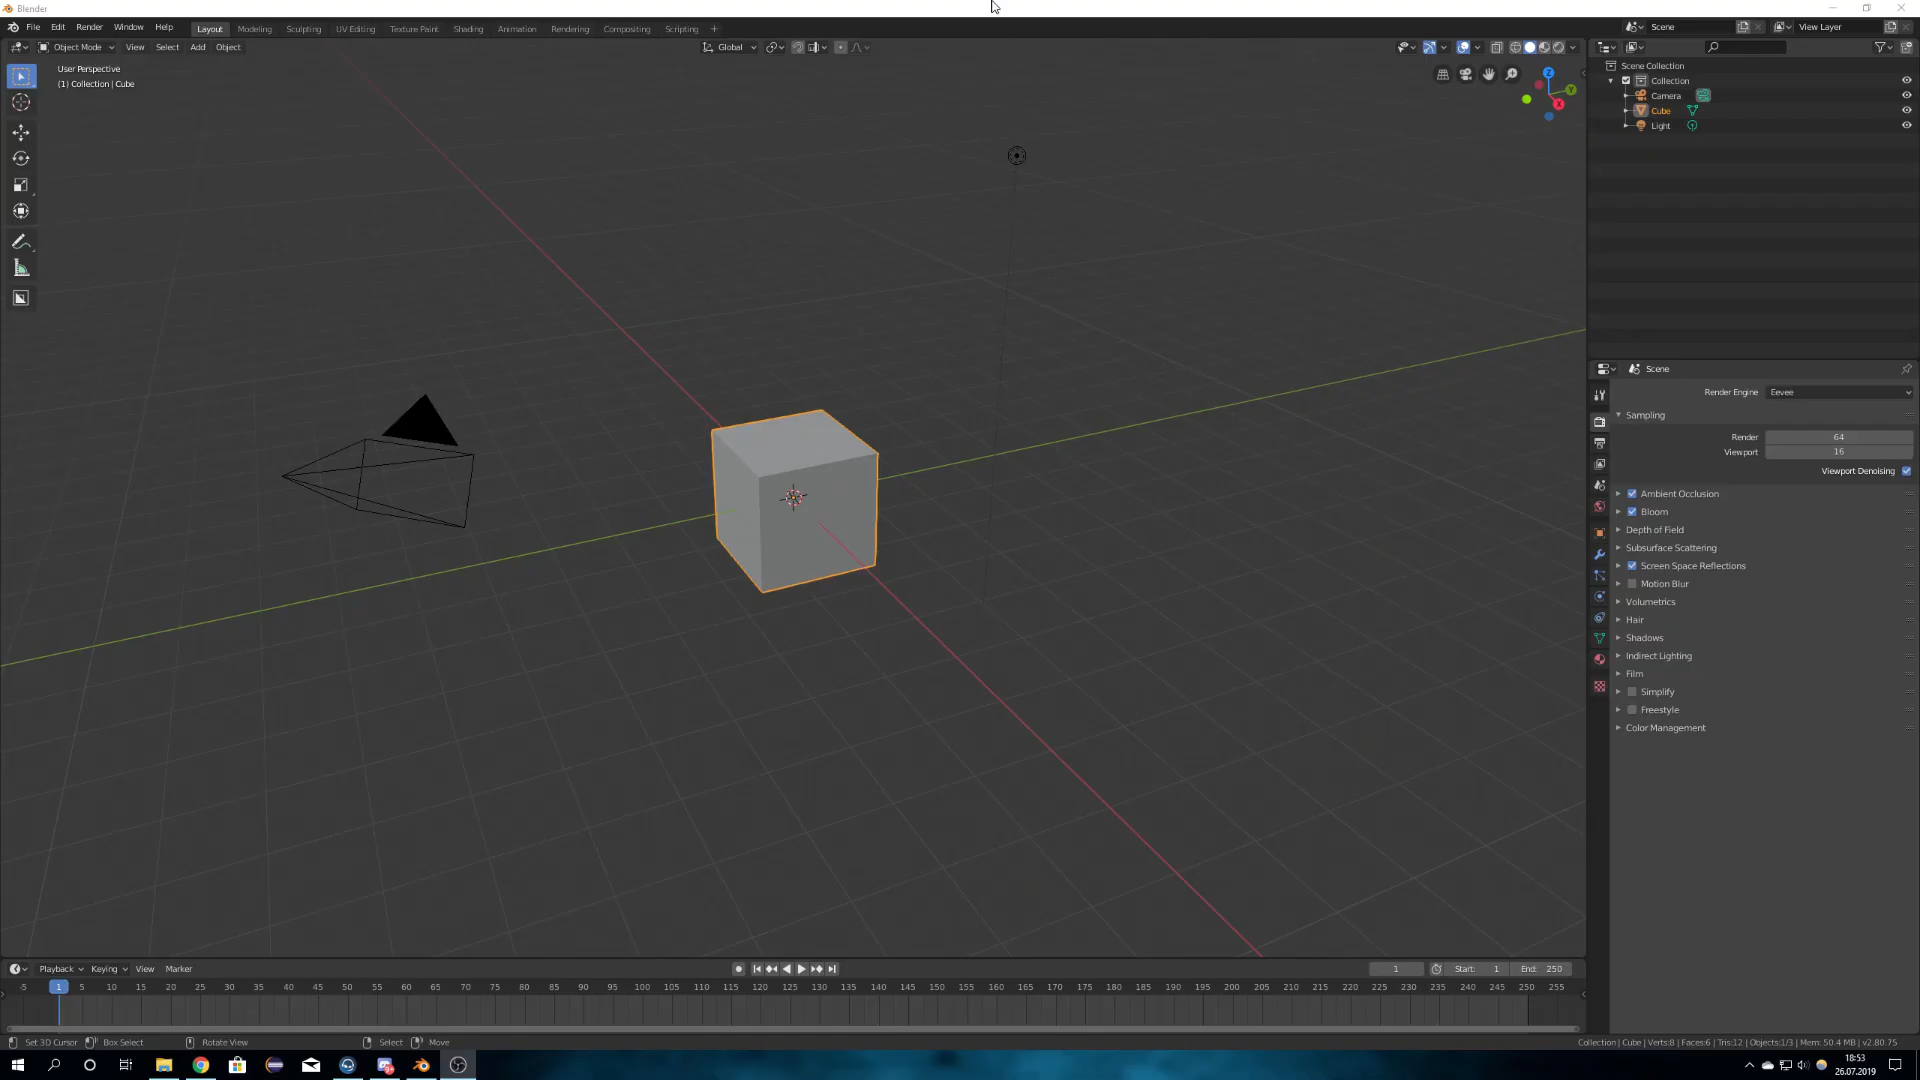 Blender
File Edit Render Window Help Layout Modeling Sculpting UV Editing Texture Paint Shading Animation Rendering Compositing Scripting + Scene View Layer
Object Mode View Select Add Object Global
User Perspective
(1) Collection | Cube
Z
Y
X
Scene Collection
Collection
Camera
Cube
Light
Scene
Render Engine Eevee
Sampling
Render 64
Viewport 16
Viewport Denoising
Ambient Occlusion
Bloom
Depth of Field
Subsurface Scattering
Screen Space Reflections
Motion Blur
Volumetrics
Hair
Shadows
Indirect Lighting
Film
Simplify
Freestyle
Color Management
Playback Keying View Marker 1 Start: 1 End: 250
-5 1 5 10 15 20 25 30 35 40 45 50 55 60 65 70 75 80 85 90 95 100 105 110 115 120 125 130 135 140 145 150 155 160 165 170 175 180 185 190 195 200 205 210 215 220 225 230 235 240 245 250 255
Set 3D Cursor Box Select Rotate View Select Move Collection | Cube | Verts:8 | Faces:6 | Tris:12 | Objects:1/3 | Mem: 50.4 MB | v2.80.75
18:53
26.07.2019